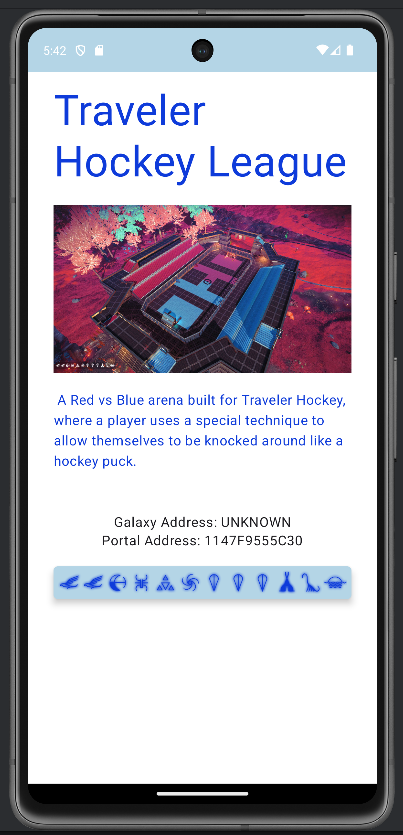 5:42
Traveler
Hockey League
A Red vs Blue arena built for Traveler Hockey,
where a player uses a special technique to
allow themselves to be knocked around like a
hockey puck.
Galaxy Address: UNKNOWN
Portal Address: 1147F9555C30